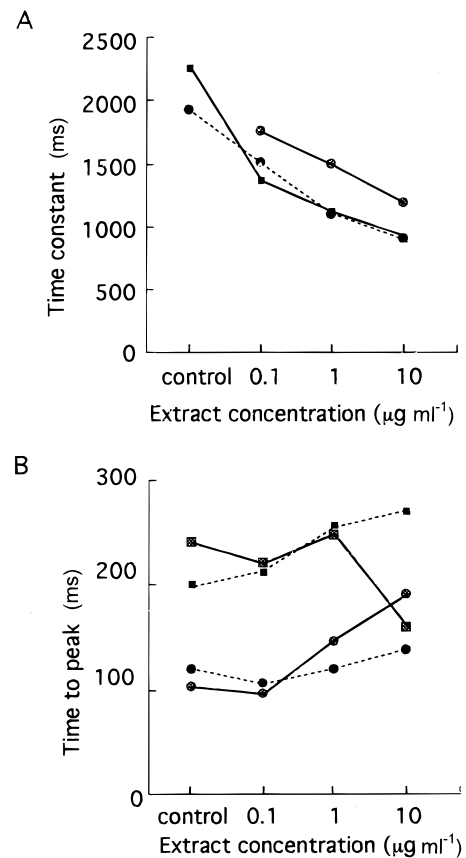 A
2500
2000
1500
1000
500
0
Time constant (ms)
control 0.1 1 10
Extract concentration (μg ml⁻¹)
B
300
200
100
0
Time to peak (ms)
control 0.1 1 10
Extract concentration (μg ml⁻¹)